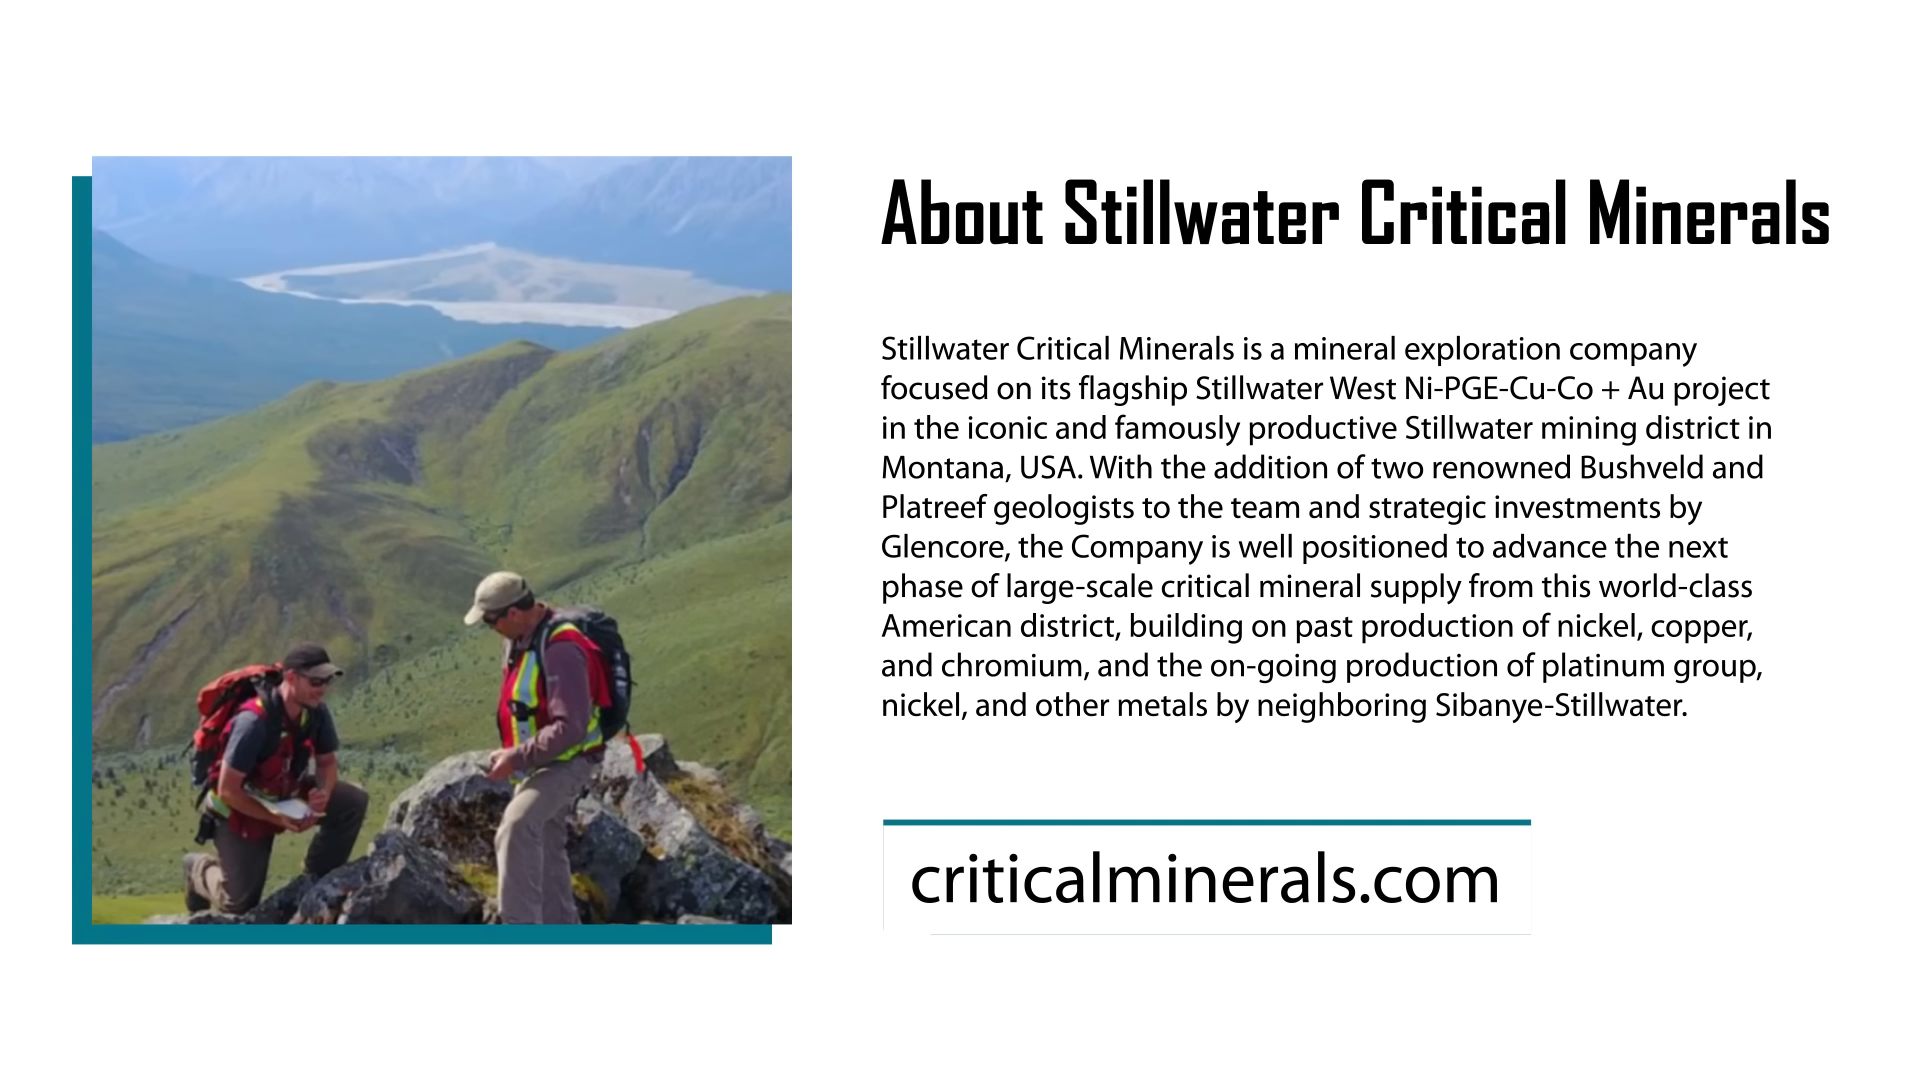 About Stillwater Critical Minerals
Stillwater Critical Minerals is a mineral exploration company
focused on its flagship Stillwater West Ni-PGE-Cu-Co + Au project
in the iconic and famously productive Stillwater mining district in
Montana, USA. With the addition of two renowned Bushveld and
Platreef geologists to the team and strategic investments by
Glencore, the Company is well positioned to advance the next
phase of large-scale critical mineral supply from this world-class
American district, building on past production of nickel, copper,
and chromium, and the on-going production of platinum group,
nickel, and other metals by neighboring Sibanye-Stillwater.
criticalminerals.com